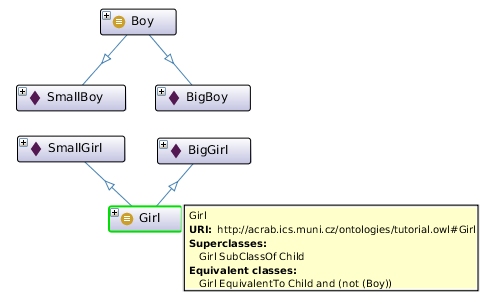 Boy
SmallBoy BigBoy
SmallGirl BigGirl
Girl
Girl
URI: http://acrab.ics.muni.cz/ontologies/tutorial.owl#Girl
Superclasses:
Girl SubClassOf Child
Equivalent classes:
Girl EquivalentTo Child and (not (Boy))